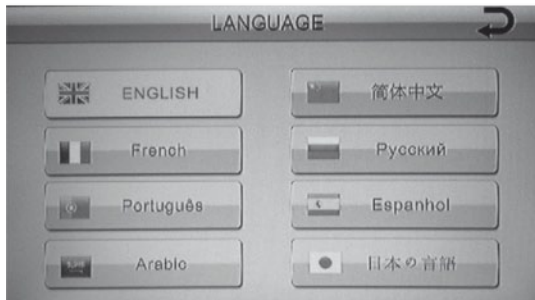 LANGUAGE
ENGLISH
简体中文
French
Русский
Português
Espanhol
Arabic
日本の言語